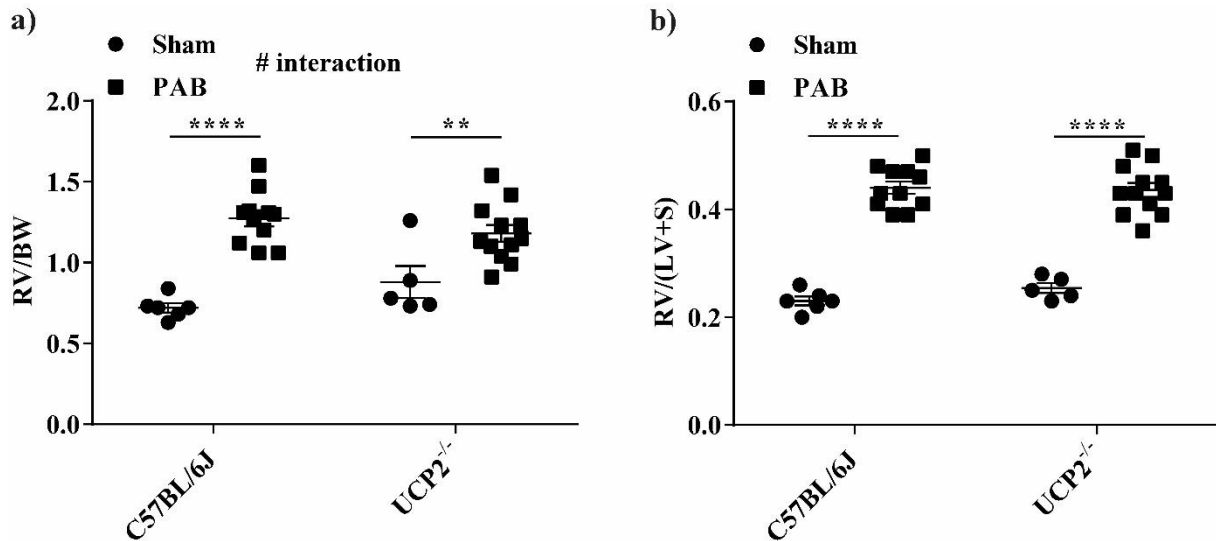 a)
Sham
PAB
# interaction
2.0
1.5
1.0
0.5
0.0
RV/BW
****
**
C57BL/6J
UCP2-/-
b)
Sham
PAB
0.6
0.4
0.2
0.0
RV/(LV+S)
****
****
C57BL/6J
UCP2-/-